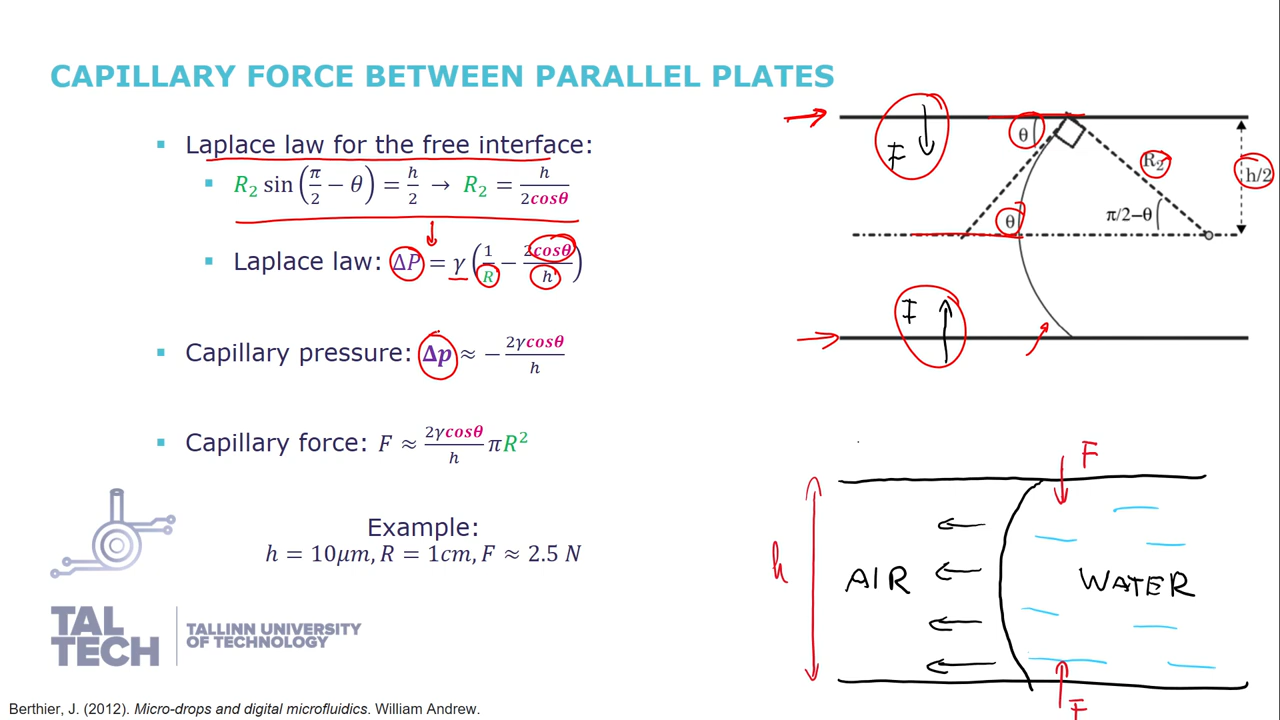 CAPILLARY FORCE BETWEEN PARALLEL PLATES
▪ Laplace law for the free interface:
▪ R₂ sin(π/2 − θ) = h/2 → R₂ = h/2cosθ
▪ Laplace law: ΔP = γ (1/R − 2cosθ/h)
▪ Capillary pressure: Δp ≈ − 2γcosθ/h
▪ Capillary force: F ≈ 2γcosθ/h πR²
Example:
h = 10μm, R = 1cm, F ≈ 2.5 N
TAL
TECH
TALLINN UNIVERSITY
OF TECHNOLOGY
Berthier, J. (2012). Micro-drops and digital microfluidics. William Andrew.
F
θ
R₂
h/2
θ
π/2–θ
F
F
h
AIR
WATER
F